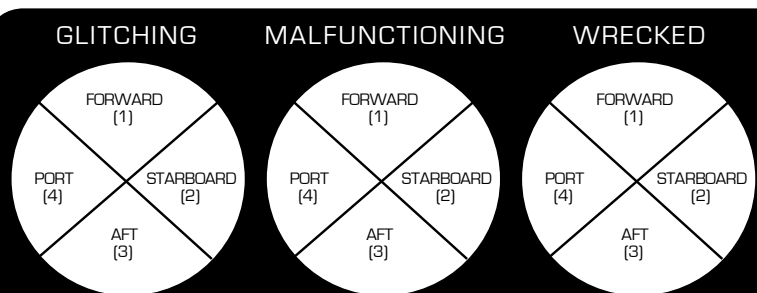 GLITCHING
FORWARD
(1)
PORT
(4)
STARBOARD
(2)
AFT
(3)
MALFUNCTIONING
FORWARD
(1)
PORT
(4)
STARBOARD
(2)
AFT
(3)
WRECKED
FORWARD
(1)
PORT
(4)
STARBOARD
(2)
AFT
(3)